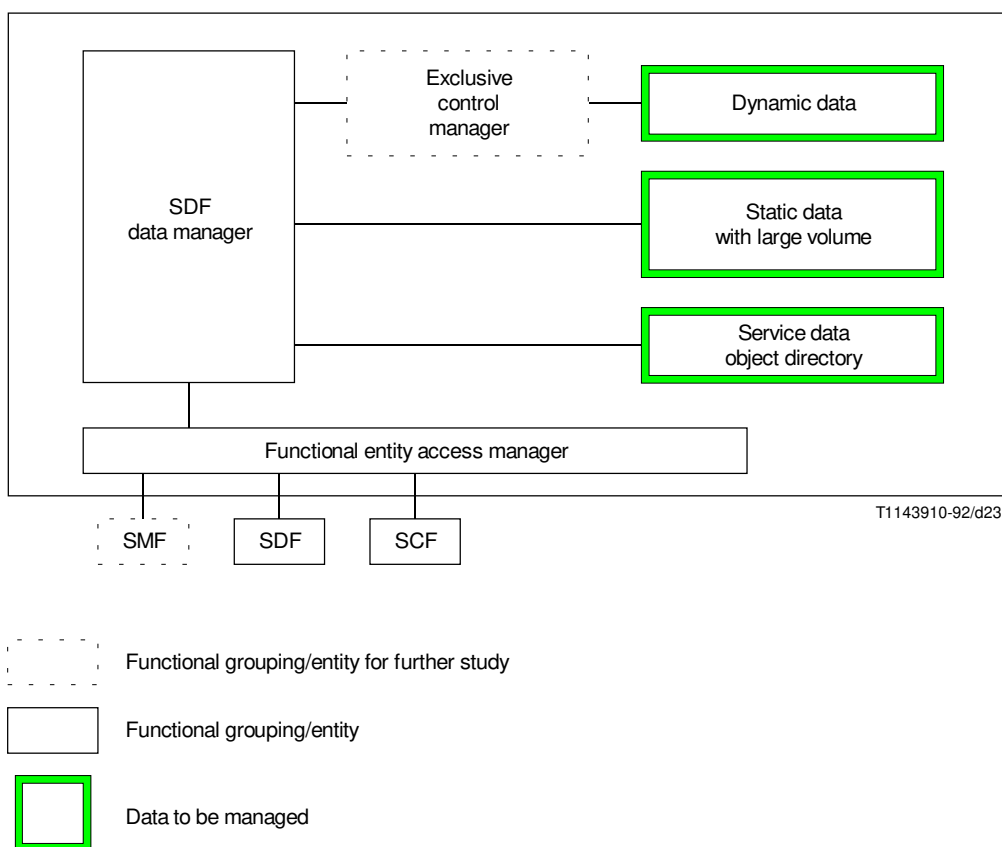 Exclusive
control
manager
Dynamic data
SDF
data manager
Static data
with large volume
Service data
object directory
Functional entity access manager
T1143910-92/d23
SMF
SDF
SCF
Functional grouping/entity for further study
Functional grouping/entity
Data to be managed